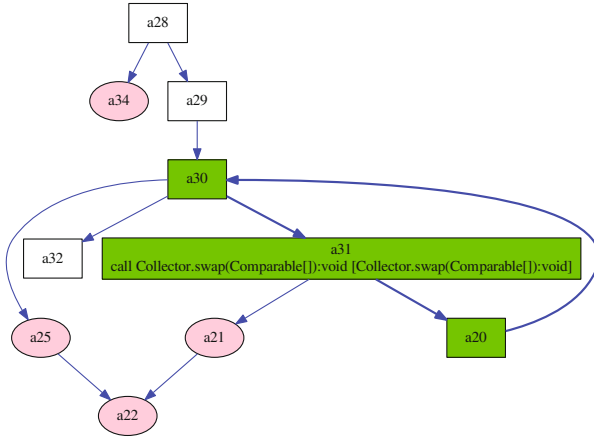 a28
a34
a29
a30
a31
call Collector.swap(Comparable[]):void [Collector.swap(Comparable[]):void]
a32
a25
a21
a20
a22